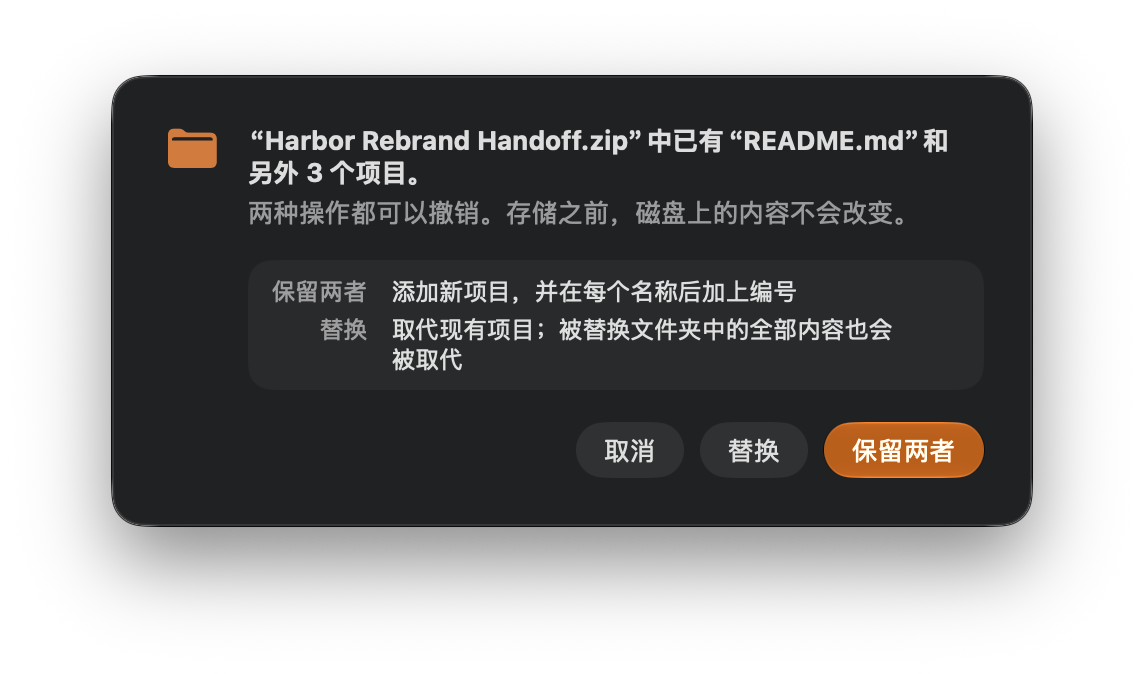 “Harbor Rebrand Handoff.zip” 中已有 “README.md” 和
另外 3 个项目。
两种操作都可以撤销。存储之前，磁盘上的内容不会改变。
保留两者 添加新项目，并在每个名称后加上编号
替换 取代现有项目；被替换文件夹中的全部内容也会
被取代
取消 替换 保留两者